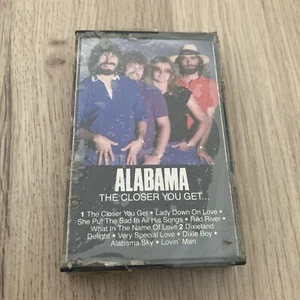 ALABAMA
THE CLOSER YOU GET...
1 The Closer You Get • Lady Down On Love •
She Put The Sad In All His Songs • Red River •
What In The Name Of Love 2 Dixieland
Delight • Very Special Love • Dixie Boy •
Alabama Sky • Lovin' Man